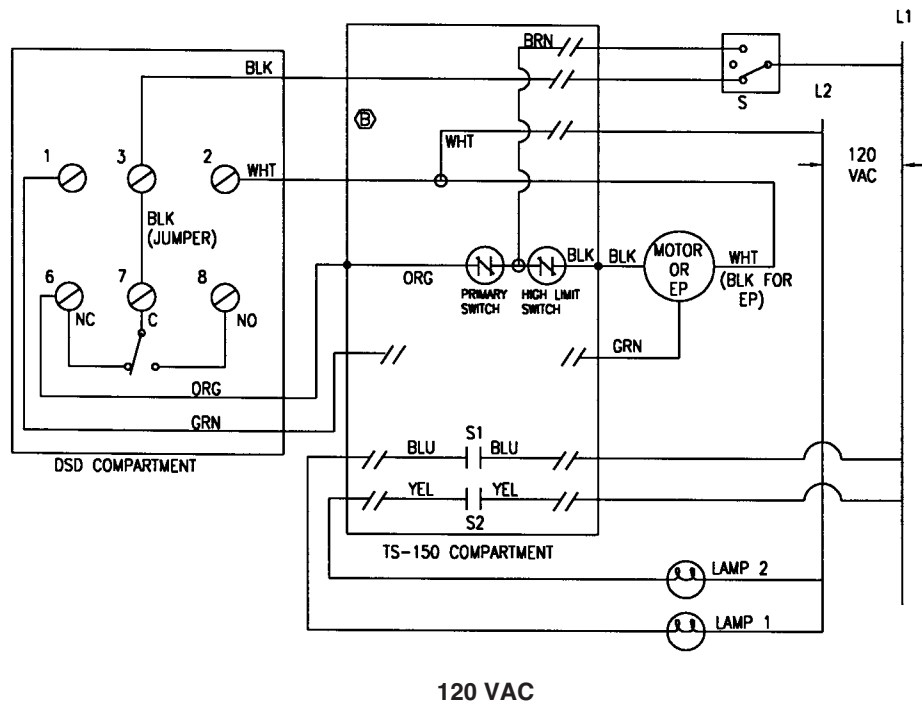 L1
BRN
BLK
S
L2
B
WHT
120
VAC
1
3
2
WHT
BLK
(JUMPER)
BLK
BLK
MOTOR
OR
EP
WHT
(BLK FOR
EP)
ORG
PRIMARY
SWITCH
HIGH LIMIT
SWITCH
6
7
8
NC
C
NO
GRN
ORG
GRN
S1
BLU
BLU
DSD COMPARTMENT
YEL
YEL
S2
TS-150 COMPARTMENT
LAMP 2
LAMP 1
120 VAC